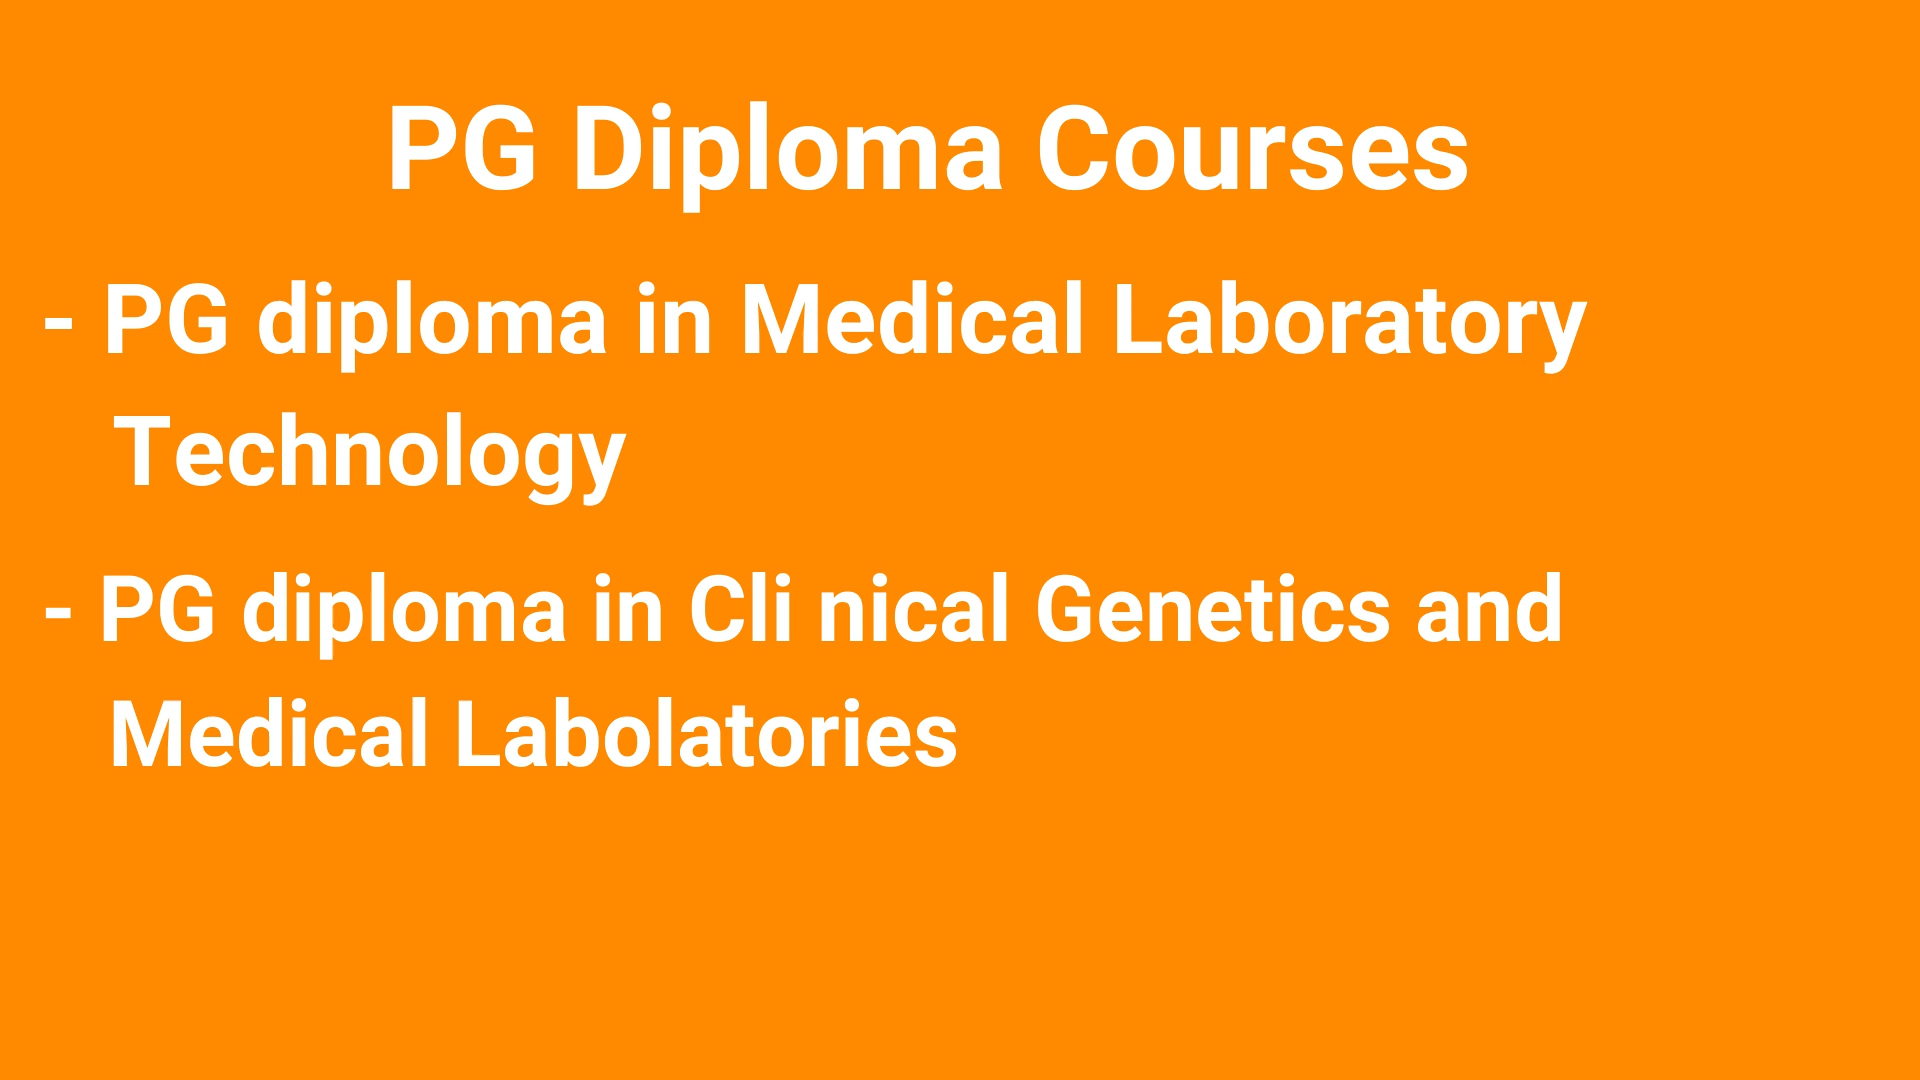 PG Diploma Courses
- PG diploma in Medical Laboratory
Technology
- PG diploma in Cli nical Genetics and
Medical Labolatories